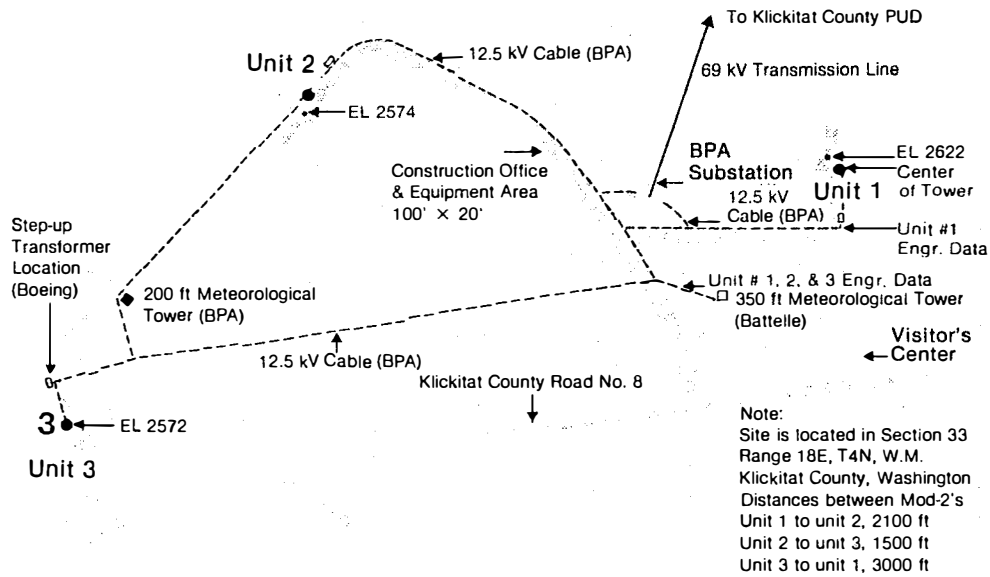 To Klickitat County PUD
12.5 kV Cable (BPA)
Unit 2
69 kV Transmission Line
EL 2574
EL 2622
Center
of Tower
BPA
Substation
Unit 1
Construction Office
& Equipment Area
100' × 20'
12.5 kV
Cable (BPA)
Unit #1
Engr. Data
Step-up
Transformer
Location
(Boeing)
Unit # 1, 2, & 3 Engr. Data
200 ft Meteorological
Tower (BPA)
350 ft Meteorological Tower
(Battelle)
12.5 kV Cable (BPA)
Visitor's
Center
Klickitat County Road No. 8
3
EL 2572
Unit 3
Note:
Site is located in Section 33
Range 18E, T4N, W.M.
Klickitat County, Washington
Distances between Mod-2's
Unit 1 to unit 2, 2100 ft
Unit 2 to unit 3, 1500 ft
Unit 3 to unit 1, 3000 ft